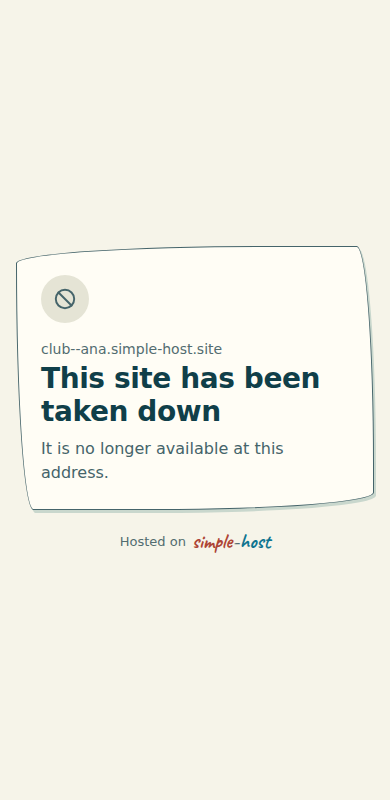 club--ana.simple-host.site
This site has been
taken down
It is no longer available at this
address.
Hosted on simple-host